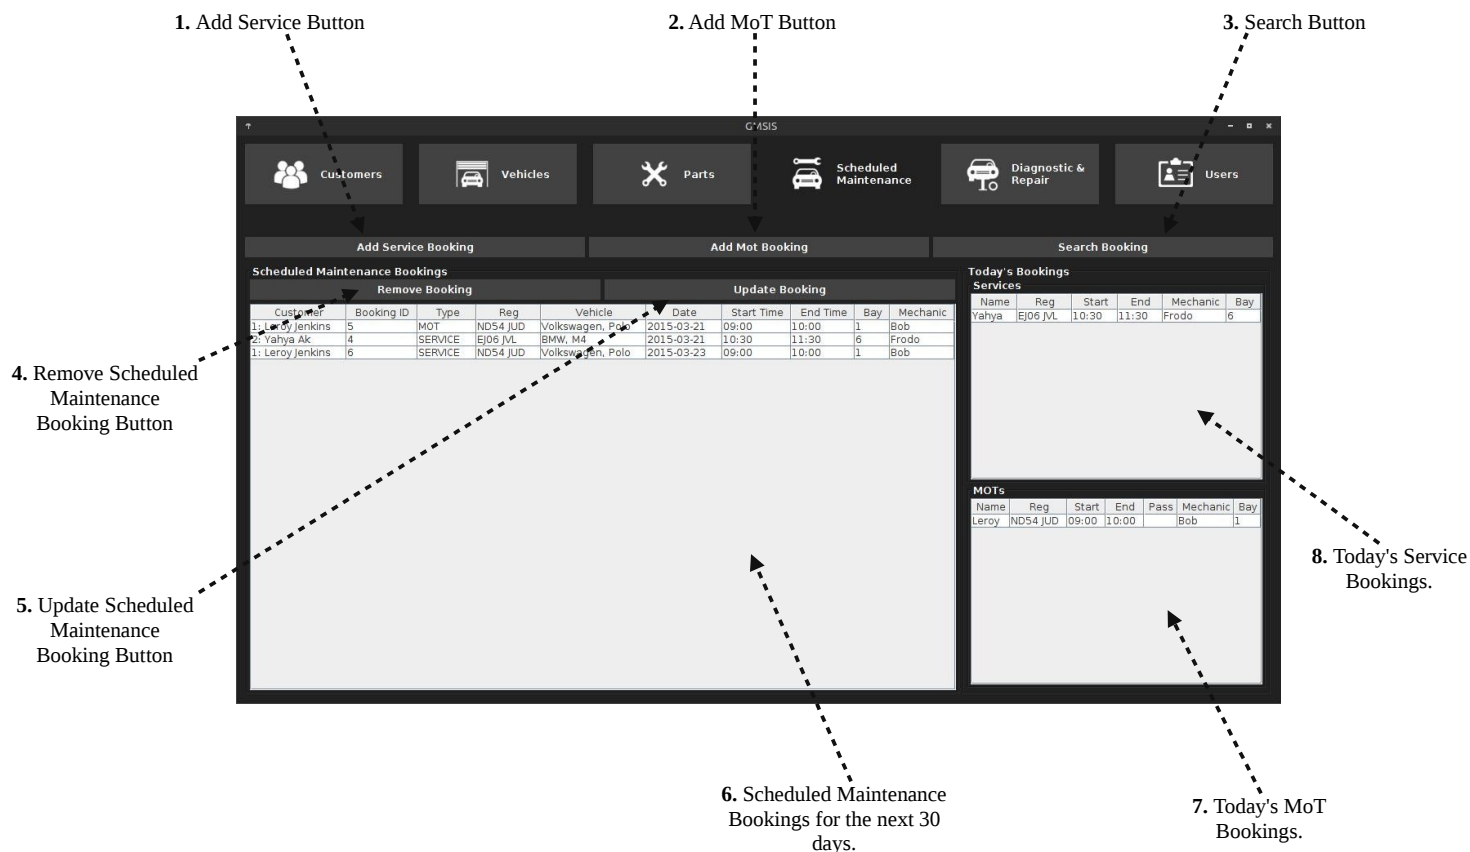 1. Add Service Button
2. Add MoT Button
3. Search Button
GMSIS
Customers
Vehicles
Parts
Scheduled
Maintenance
Diagnostic &
Repair
Users
Add Service Booking
Add Mot Booking
Search Booking
Scheduled Maintenance Bookings
Remove Booking
Update Booking
Customer Booking ID Type Reg Vehicle Date Start Time End Time Bay Mechanic
1: Leroy Jenkins 5 MOT ND54 JUD Volkswagen, Polo 2015-03-21 09:00 10:00 1 Bob
2: Yahya Ak 4 SERVICE EJ06 JVL BMW, M4 2015-03-21 10:30 11:30 6 Frodo
1: Leroy Jenkins 6 SERVICE ND54 JUD Volkswagen, Polo 2015-03-23 09:00 10:00 1 Bob
Today's Bookings
Services
Name Reg Start End Mechanic Bay
Yahya EJ06 JVL 10:30 11:30 Frodo 6
MOTs
Name Reg Start End Pass Mechanic Bay
Leroy ND54 JUD 09:00 10:00 Bob 1
4. Remove Scheduled
Maintenance
Booking Button
5. Update Scheduled
Maintenance
Booking Button
8. Today's Service
Bookings.
6. Scheduled Maintenance
Bookings for the next 30
days.
7. Today's MoT
Bookings.